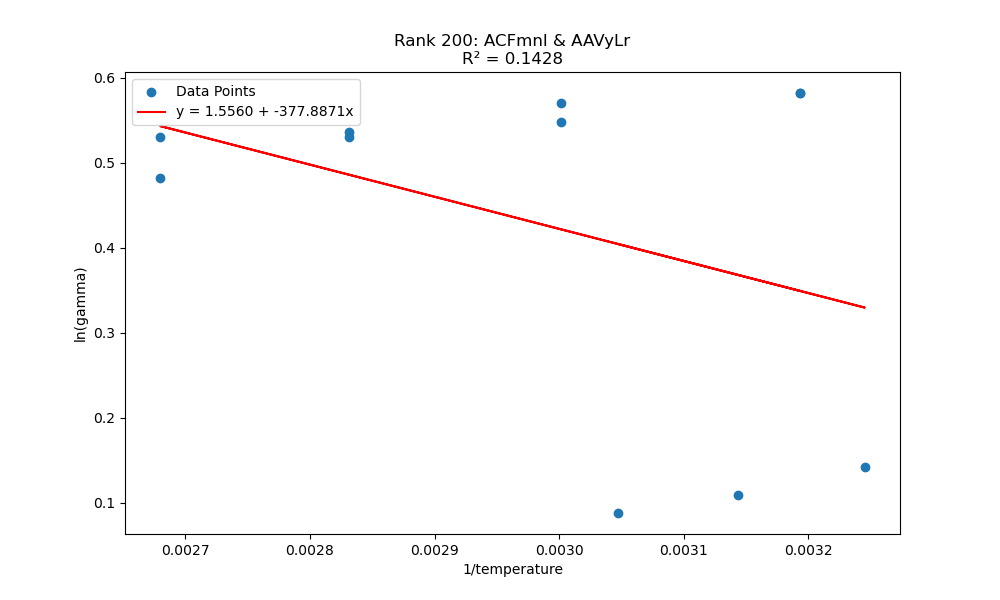 Rank 200: ACFmnI & AAVyLr
R² = 0.1428
Data Points
y = 1.5560 + -377.8871x
0.6
0.5
0.4
0.3
0.2
0.1
ln(gamma)
0.0027 0.0028 0.0029 0.0030 0.0031 0.0032
1/temperature